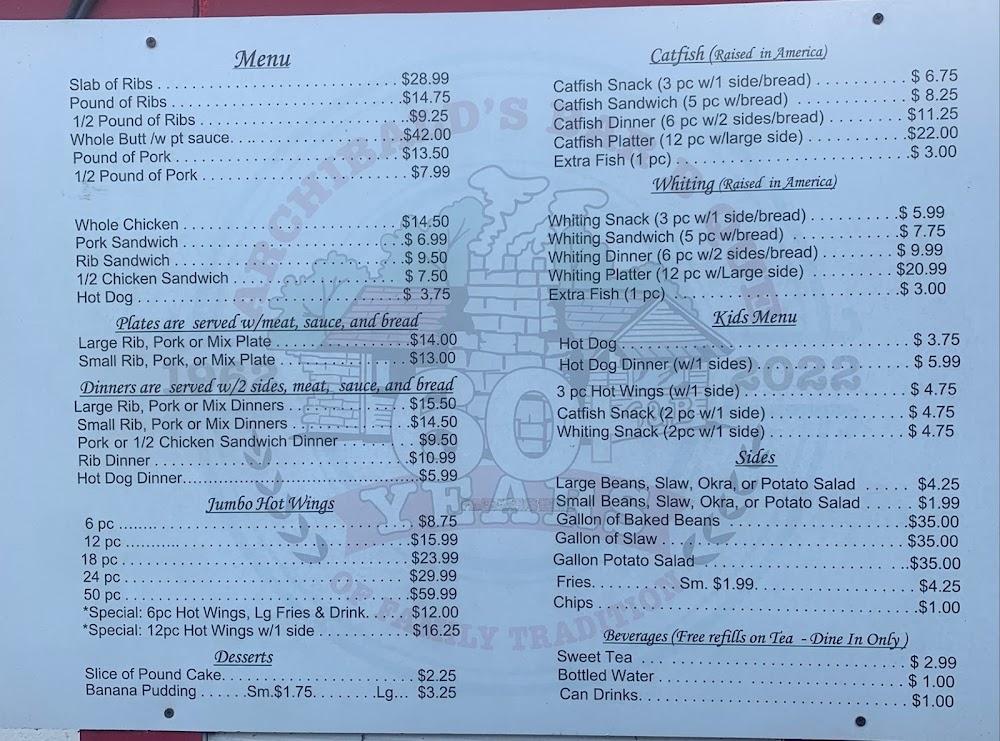 Menu
Slab of Ribs . . . . . . . . . . . . . . . . . . . . . . . . . . $28.99
Pound of Ribs . . . . . . . . . . . . . . . . . . . . . . . . $14.75
1/2 Pound of Ribs . . . . . . . . . . . . . . . . . . . . . . $9.25
Whole Butt /w pt sauce. . . . . . . . . . . . . . . . . . $42.00
Pound of Pork . . . . . . . . . . . . . . . . . . . . . . . . $13.50
1/2 Pound of Pork . . . . . . . . . . . . . . . . . . . . . . $7.99
Whole Chicken . . . . . . . . . . . . . . . . . . . . . . . $14.50
Pork Sandwich . . . . . . . . . . . . . . . . . . . . . . . $ 6.99
Rib Sandwich . . . . . . . . . . . . . . . . . . . . . . . . $ 9.50
1/2 Chicken Sandwich . . . . . . . . . . . . . . . . . . $ 7.50
Hot Dog . . . . . . . . . . . . . . . . . . . . . . . . . . . . $ 3.75
Plates are served w/meat, sauce, and bread
Large Rib, Pork or Mix Plate . . . . . . . . . . . . . . $14.00
Small Rib, Pork, or Mix Plate . . . . . . . . . . . . . . $13.00
Dinners are served w/2 sides, meat, sauce, and bread
Large Rib, Pork or Mix Dinners . . . . . . . . . . . . $15.50
Small Rib, Pork or Mix Dinners . . . . . . . . . . . . $14.50
Pork or 1/2 Chicken Sandwich Dinner . . . . . . . $9.50
Rib Dinner . . . . . . . . . . . . . . . . . . . . . . . . . . $10.99
Hot Dog Dinner........................................ $5.99
Jumbo Hot Wings
6 pc ......... . . . . . . . . . . . . . . . . . . . . . . . . . $8.75
12 pc.................. . . . . . . . . . . . . . . . . . . . $15.99
18 pc . . . . . . . . . . . . . . . . . . . . . . . . . . . . . $23.99
24 pc . . . . . . . . . . . . . . . . . . . . . . . . . . . . . $29.99
50 pc . . . . . . . . . . . . . . . . . . . . . . . . . . . . . $59.99
*Special: 6pc Hot Wings, Lg Fries & Drink. . . . . $12.00
*Special: 12pc Hot Wings w/1 side . . . . . . . . . . $16.25
Desserts
Slice of Pound Cake. . . . . . . . . . . . . . . . . . . . $2.25
Banana Pudding . . . . . . Sm.$1.75. . . . . . . .Lg... $3.25
Catfish (Raised in America)
Catfish Snack (3 pc w/1 side/bread) . . . . . . . . . . $ 6.75
Catfish Sandwich (5 pc w/bread) . . . . . . . . . . . . $ 8.25
Catfish Dinner (6 pc w/2 sides/bread) . . . . . . . . . $11.25
Catfish Platter (12 pc w/large side) . . . . . . . . . . . $22.00
Extra Fish (1 pc) . . . . . . . . . . . . . . . . . . . . . . . $ 3.00
Whiting (Raised in America)
Whiting Snack (3 pc w/1 side/bread) . . . . . . . . . . $ 5.99
Whiting Sandwich (5 pc w/bread) . . . . . . . . . . . . $ 7.75
Whiting Dinner (6 pc w/2 sides/bread) . . . . . . . . . $ 9.99
Whiting Platter (12 pc w/Large side) . . . . . . . . . . $20.99
Extra Fish (1 pc) . . . . . . . . . . . . . . . . . . . . . . . $ 3.00
Kids Menu
Hot Dog . . . . . . . . . . . . . . . . . . . . . . . . . . . . $ 3.75
Hot Dog Dinner (w/1 sides) . . . . . . . . . . . . . . . . $ 5.99
3 pc Hot Wings (w/1 side) . . . . . . . . . . . . . . . . . $ 4.75
Catfish Snack (2 pc w/1 side) . . . . . . . . . . . . . . $ 4.75
Whiting Snack (2pc w/1 side) . . . . . . . . . . . . . . $ 4.75
Sides
Large Beans, Slaw, Okra, or Potato Salad . . . . . . $4.25
Small Beans, Slaw, Okra, or Potato Salad . . . . . . $1.99
Gallon of Baked Beans . . . . . . . . . . . . . . . . . . $35.00
Gallon of Slaw . . . . . . . . . . . . . . . . . . . . . . . . $35.00
Gallon Potato Salad . . . . . . . . . . . . . . . . . . . . $35.00
Fries. . . . . . . . . . Sm. $1.99. . . . . . . . . . . . . . . $4.25
Chips . . . . . . . . . . . . . . . . . . . . . . . . . . . . . . $1.00
Beverages (Free refills on Tea - Dine In Only )
Sweet Tea . . . . . . . . . . . . . . . . . . . . . . . . . . . $ 2.99
Bottled Water . . . . . . . . . . . . . . . . . . . . . . . . . $ 1.00
Can Drinks. . . . . . . . . . . . . . . . . . . . . . . . . . . $1.00
ARCHIBALD'S
1962
2022
60
YEARS
OF FAMILY TRADITION